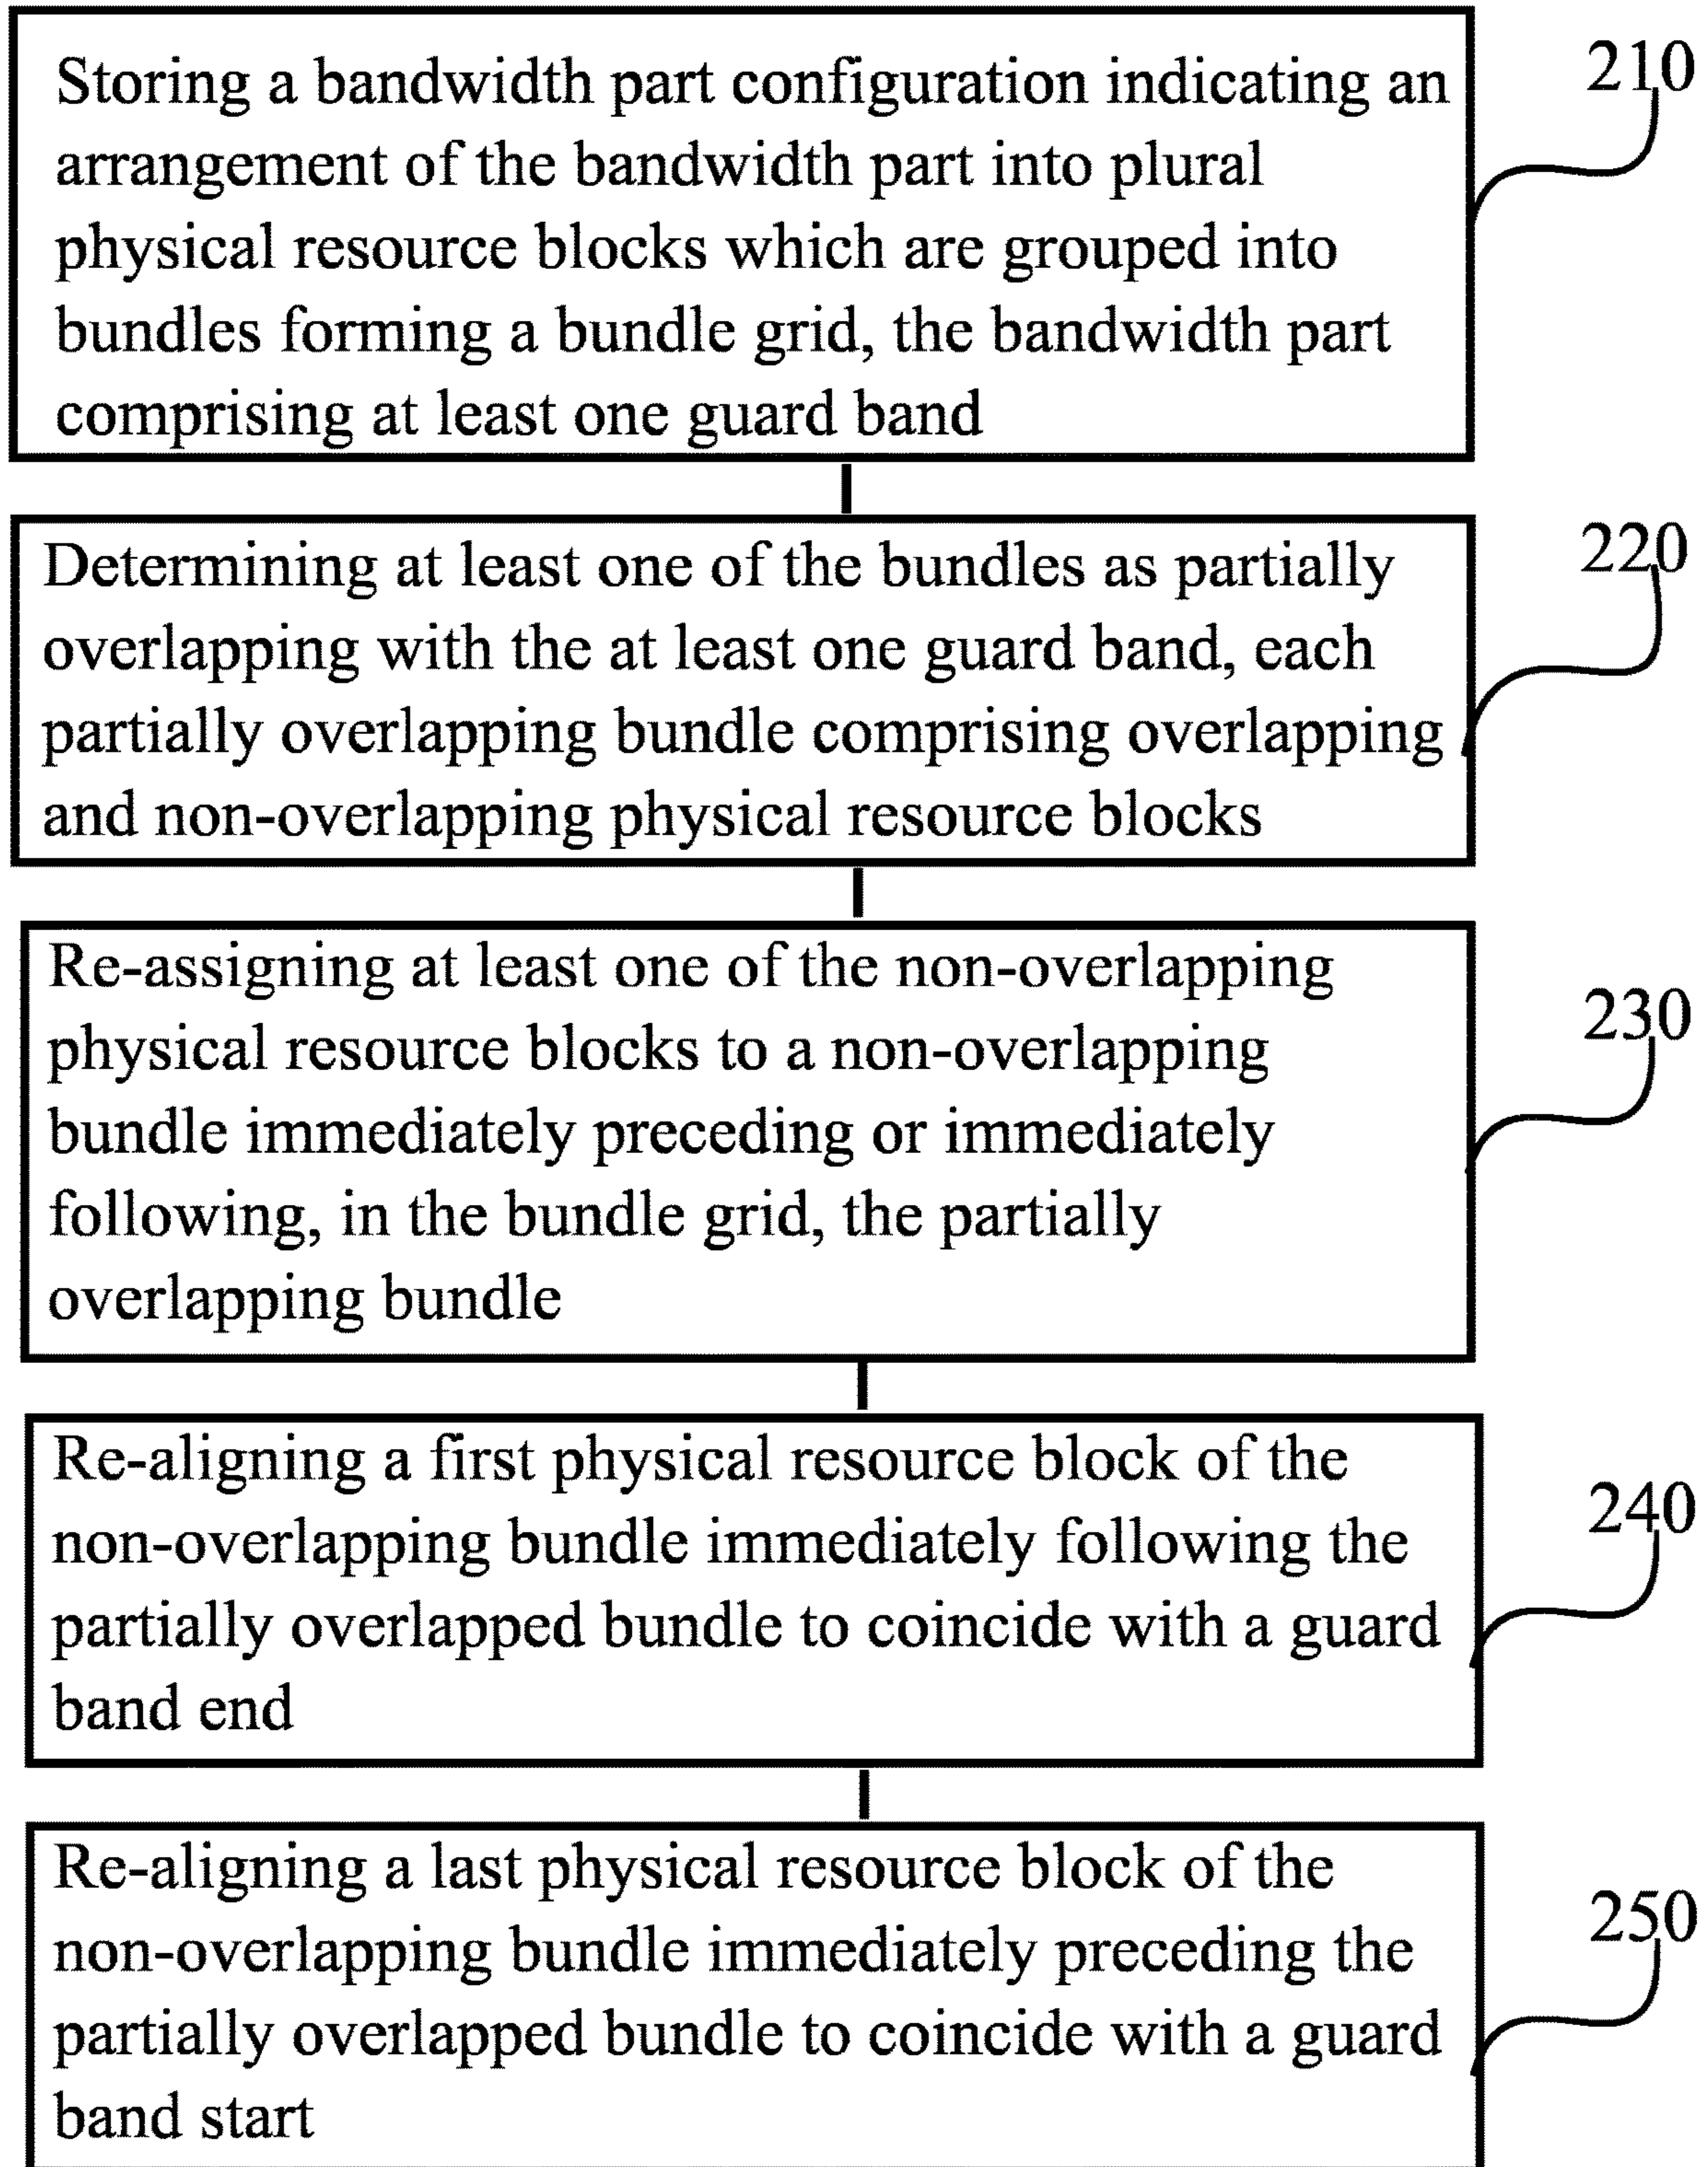 Storing a bandwidth part configuration indicating an
arrangement of the bandwidth part into plural
physical resource blocks which are grouped into
bundles forming a bundle grid, the bandwidth part
comprising at least one guard band
210
Determining at least one of the bundles as partially
overlapping with the at least one guard band, each
partially overlapping bundle comprising overlapping
and non-overlapping physical resource blocks
220
Re-assigning at least one of the non-overlapping
physical resource blocks to a non-overlapping
bundle immediately preceding or immediately
following, in the bundle grid, the partially
overlapping bundle
230
Re-aligning a first physical resource block of the
non-overlapping bundle immediately following the
partially overlapped bundle to coincide with a guard
band end
240
Re-aligning a last physical resource block of the
non-overlapping bundle immediately preceding the
partially overlapped bundle to coincide with a guard
band start
250